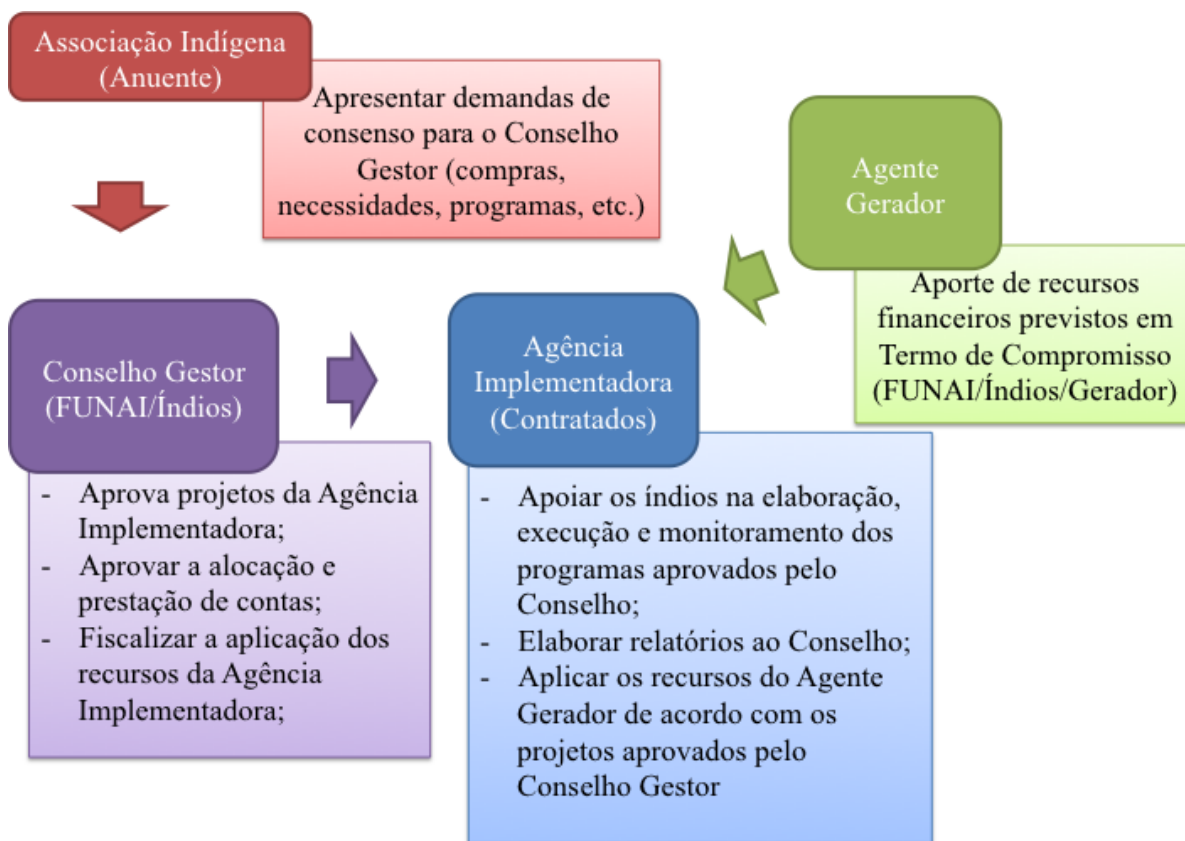 Associação Indígena
(Anuente)
Apresentar demandas de
consenso para o Conselho
Gestor (compras,
necessidades, programas, etc.)
Agente
Gerador
Aporte de recursos
financeiros previstos em
Termo de Compromisso
(FUNAI/Índios/Gerador)
Conselho Gestor
(FUNAI/Índios)
- Aprova projetos da Agência
Implementadora;
- Aprovar a alocação e
prestação de contas;
- Fiscalizar a aplicação dos
recursos da Agência
Implementadora;
Agência
Implementadora
(Contratados)
- Apoiar os índios na elaboração,
execução e monitoramento dos
programas aprovados pelo
Conselho;
- Elaborar relatórios ao Conselho;
- Aplicar os recursos do Agente
Gerador de acordo com os
projetos aprovados pelo
Conselho Gestor